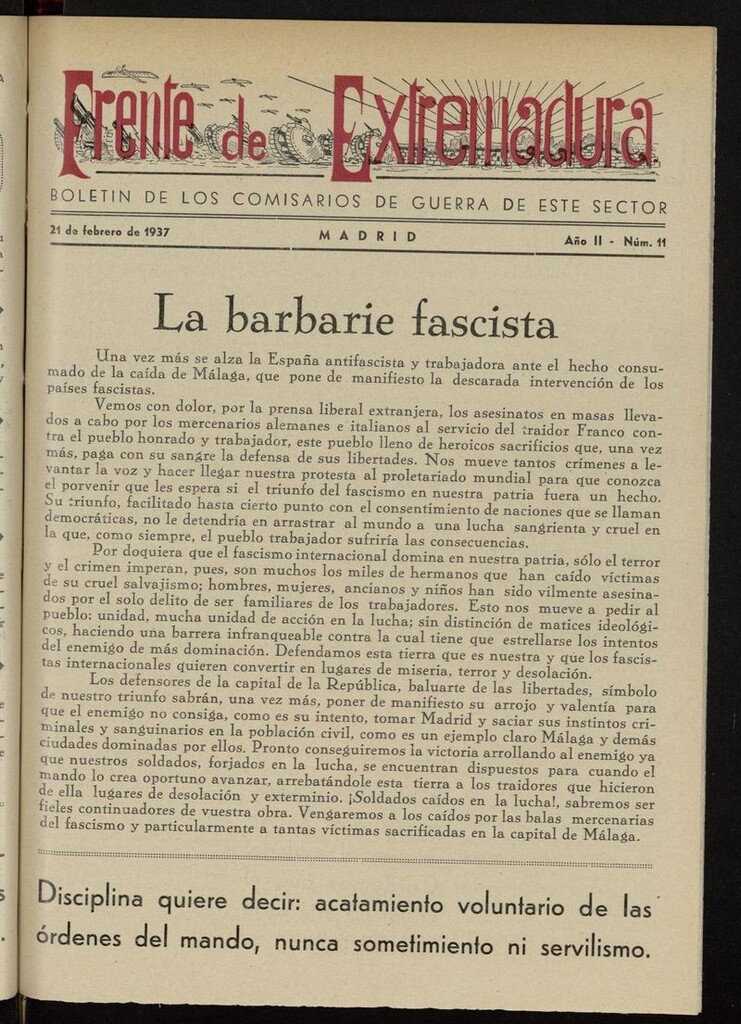 Frente de Extremadura
BOLETIN DE LOS COMISARIOS DE GUERRA DE ESTE SECTOR
21 de febrero de 1937 MADRID Año II - Núm. 11
La barbarie fascista
Una vez más se alza la España antifascista y trabajadora ante el hecho consu-
mado de la caída de Málaga, que pone de manifiesto la descarada intervención de los
países fascistas.
Vemos con dolor, por la prensa liberal extranjera, los asesinatos en masas lleva-
dos a cabo por los mercenarios alemanes e italianos al servicio del traidor Franco con-
tra el pueblo honrado y trabajador, este pueblo lleno de heroicos sacrificios que, una vez
más, paga con su sangre la defensa de sus libertades. Nos mueve tantos crímenes a le-
vantar la voz y hacer llegar nuestra protesta al proletariado mundial para que conozca
el porvenir que les espera si el triunfo del fascismo en nuestra patria fuera un hecho.
Su triunfo, facilitado hasta cierto punto con el consentimiento de naciones que se llaman
democráticas, no le detendría en arrastrar al mundo a una lucha sangrienta y cruel en
la que, como siempre, el pueblo trabajador sufriría las consecuencias.
Por doquiera que el fascismo internacional domina en nuestra patria, sólo el terror
y el crimen imperan, pues, son muchos los miles de hermanos que han caído víctimas
de su cruel salvajismo; hombres, mujeres, ancianos y niños han sido vilmente asesina-
dos por el solo delito de ser familiares de los trabajadores. Esto nos mueve a pedir al
pueblo: unidad, mucha unidad de acción en la lucha; sin distinción de matices ideológi-
cos, haciendo una barrera infranqueable contra la cual tiene que estrellarse los intentos
del enemigo de más dominación. Defendamos esta tierra que es nuestra y que los fascis-
tas internacionales quieren convertir en lugares de miseria, terror y desolación.
Los defensores de la capital de la República, baluarte de las libertades, símbolo
de nuestro triunfo sabrán, una vez más, poner de manifiesto su arrojo y valentía para
que el enemigo no consiga, como es su intento, tomar Madrid y saciar sus instintos cri-
minales y sanguinarios en la población civil, como es un ejemplo claro Málaga y demás
ciudades dominadas por ellos. Pronto conseguiremos la victoria arrollando al enemigo ya
que nuestros soldados, forjados en la lucha, se encuentran dispuestos para cuando el
mando lo crea oportuno avanzar, arrebatándole esta tierra a los traidores que hicieron
de ella lugares de desolación y exterminio. ¡Soldados caídos en la lucha!, sabremos ser
fieles continuadores de vuestra obra. Vengaremos a los caídos por las balas mercenarias
del fascismo y particularmente a tantas víctimas sacrificadas en la capital de Málaga.
Disciplina quiere decir: acatamiento voluntario de las
órdenes del mando, nunca sometimiento ni servilismo.